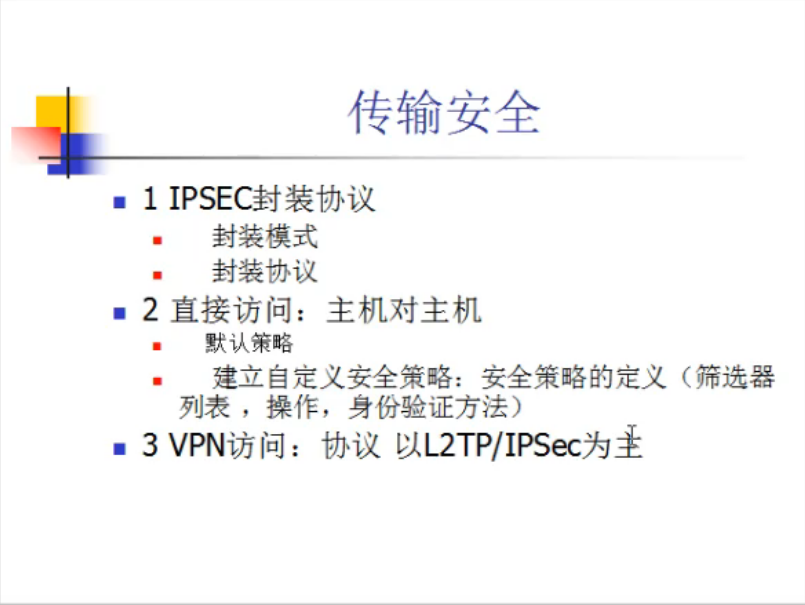 传输安全
1 IPSEC封装协议
封装模式
封装协议
2 直接访问：主机对主机
默认策略
建立自定义安全策略：安全策略的定义（筛选器
列表 ，操作，身份验证方法）
3 VPN访问：协议 以L2TP/IPSec为主